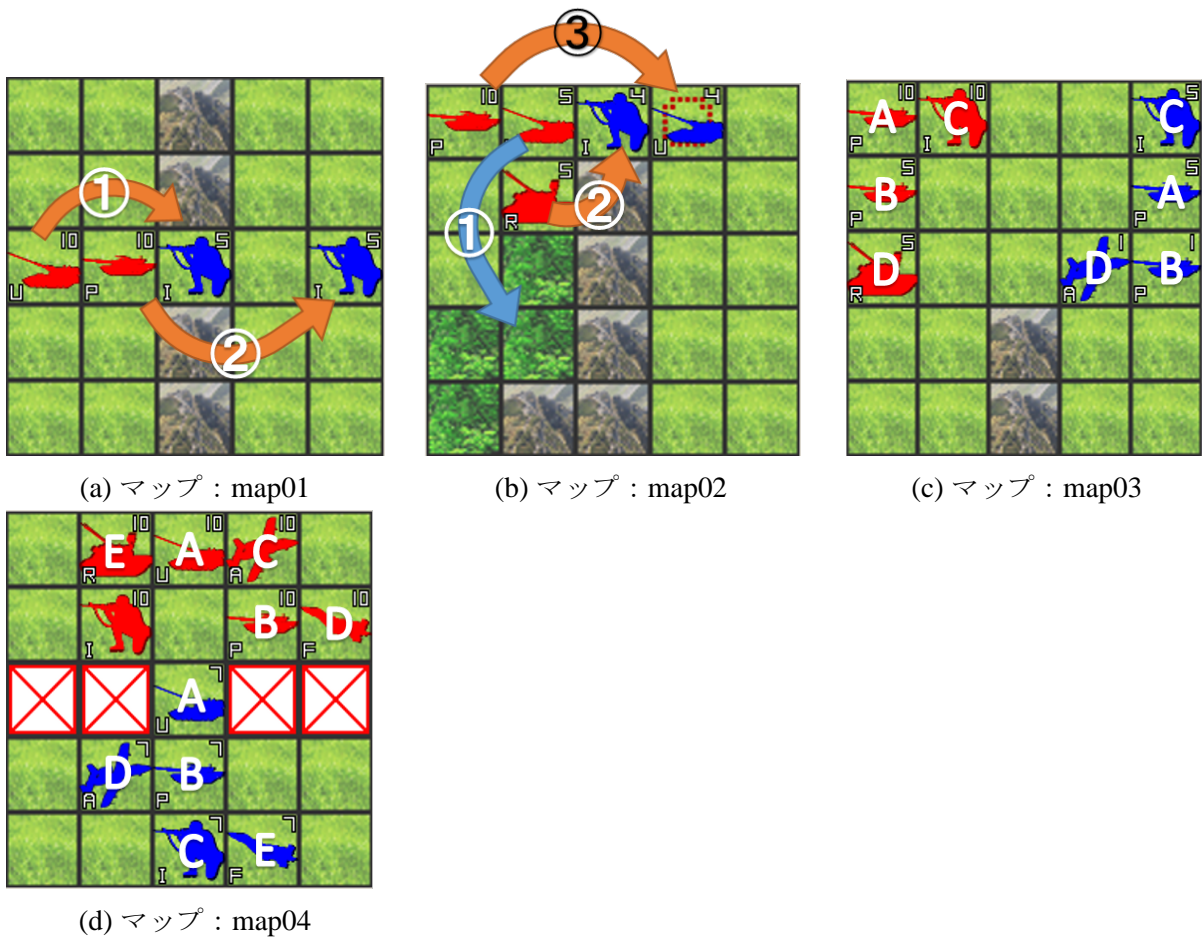 ③
10 5 4 4
P I U
5
R
①
②
①
10 10 5 5
U P I I
②
10 10 5
A C C
P I I
5 5
B A
P P
5 1 1
D D B
R A P
(a) マップ：map01
(b) マップ：map02
(c) マップ：map03
10 10 10
E A C
R U A
10 10 10
B D
I P F
7
A
U
7 7
D B
A P
7 7
C E
I F
(d) マップ：map04